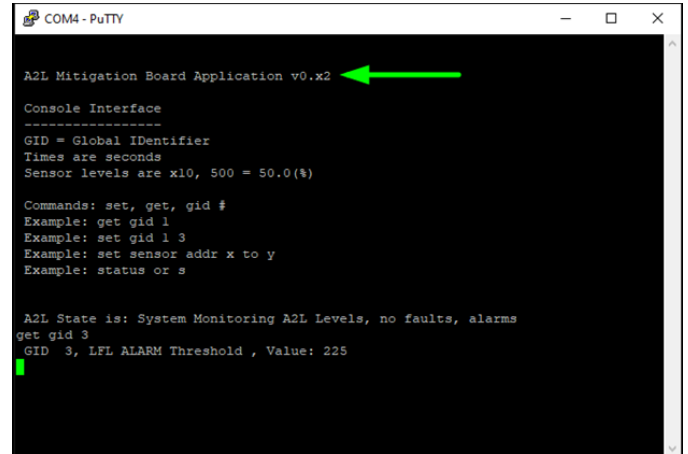 COM4 - PuTTY
A2L Mitigation Board Application v0.x2
Console Interface
-----------------
GID = Global IDentifier
Times are seconds
Sensor levels are x10, 500 = 50.0(%)
Commands: set, get, gid #
Example: get gid 1
Example: set gid 1 3
Example: set sensor addr x to y
Example: status or s
A2L State is: System Monitoring A2L Levels, no faults, alarms
get gid 3
GID  3, LFL ALARM Threshold , Value: 225